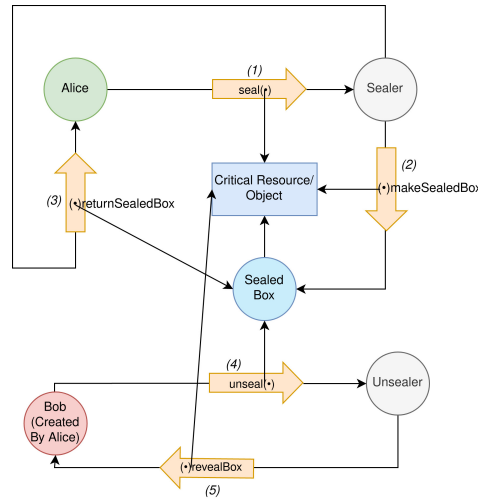 (1)
Alice
seal(•)
Sealer
(2)
Critical Resource/
Object
(•)makeSealedBox
(3)
(•)returnSealedBox
Sealed
Box
(4)
unseal(•)
Unsealer
Bob
(Created
By Alice)
(•)revealBox
(5)